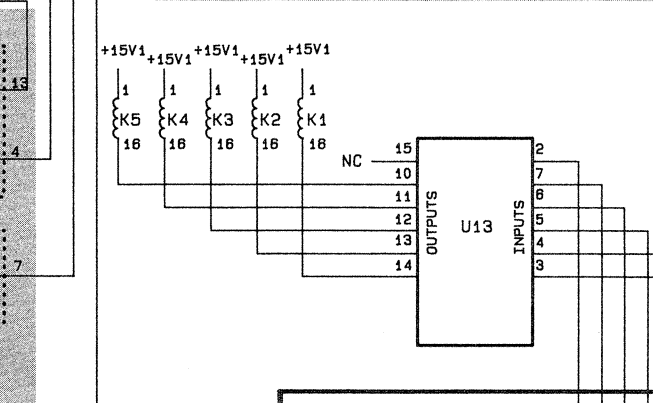 +15V1 +15V1 +15V1 +15V1 +15V1
1 1 1 1 1
13
K5 K4 K3 K2 K1
16 16 16 16 16
4
NC
15 2
10 7
11 6
12 5
13 4
14 3
OUTPUTS
U13
INPUTS
7